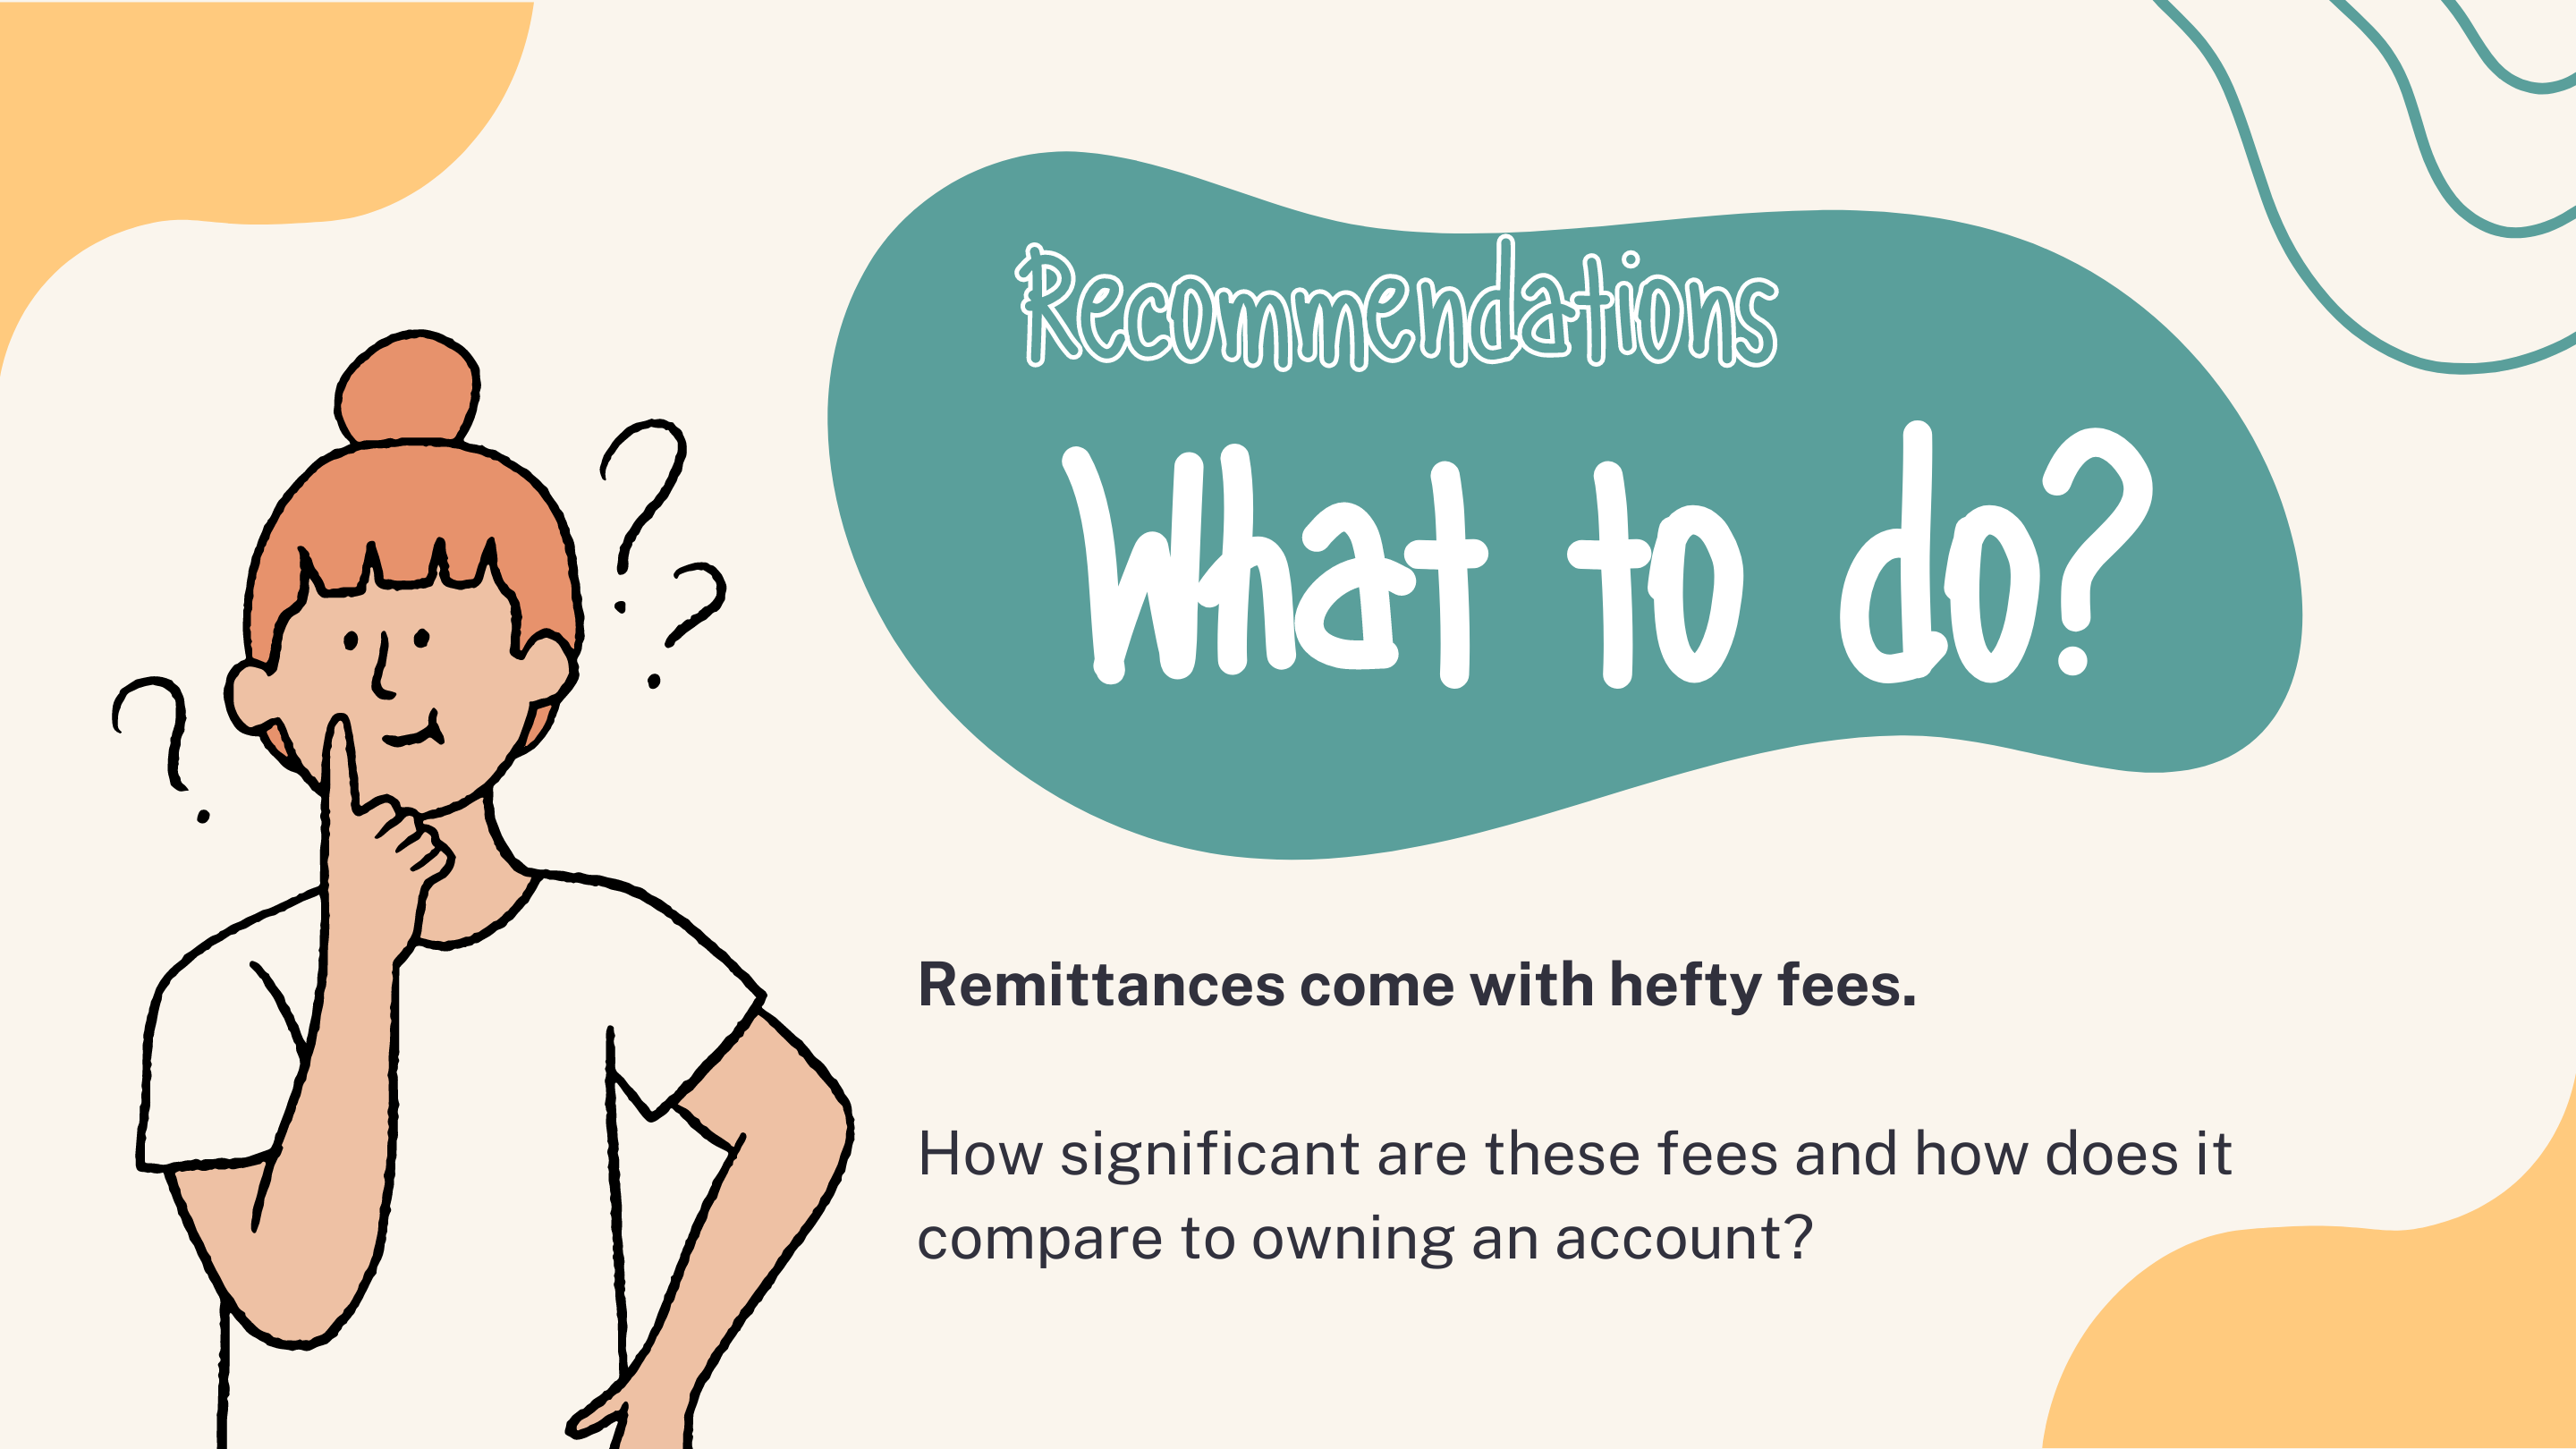 Recommendations
What to do?
Remittances come with hefty fees.
How significant are these fees and how does it
compare to owning an account?